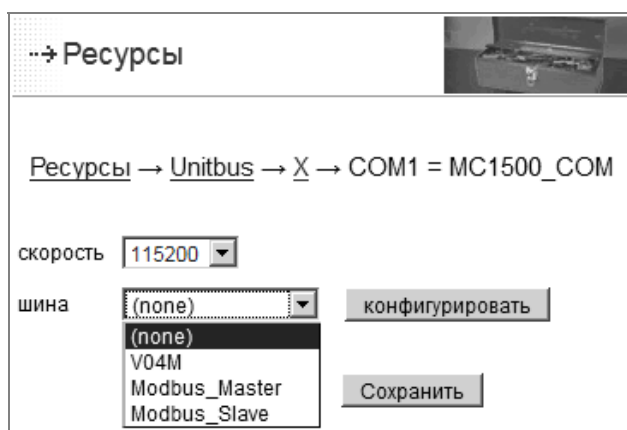 Ресурсы
Ресурсы → Unitbus → X → COM1 = MC1500_COM
скорость 115200
шина (none) конфигурировать
(none)
V04M
Modbus_Master
Modbus_Slave
Сохранить